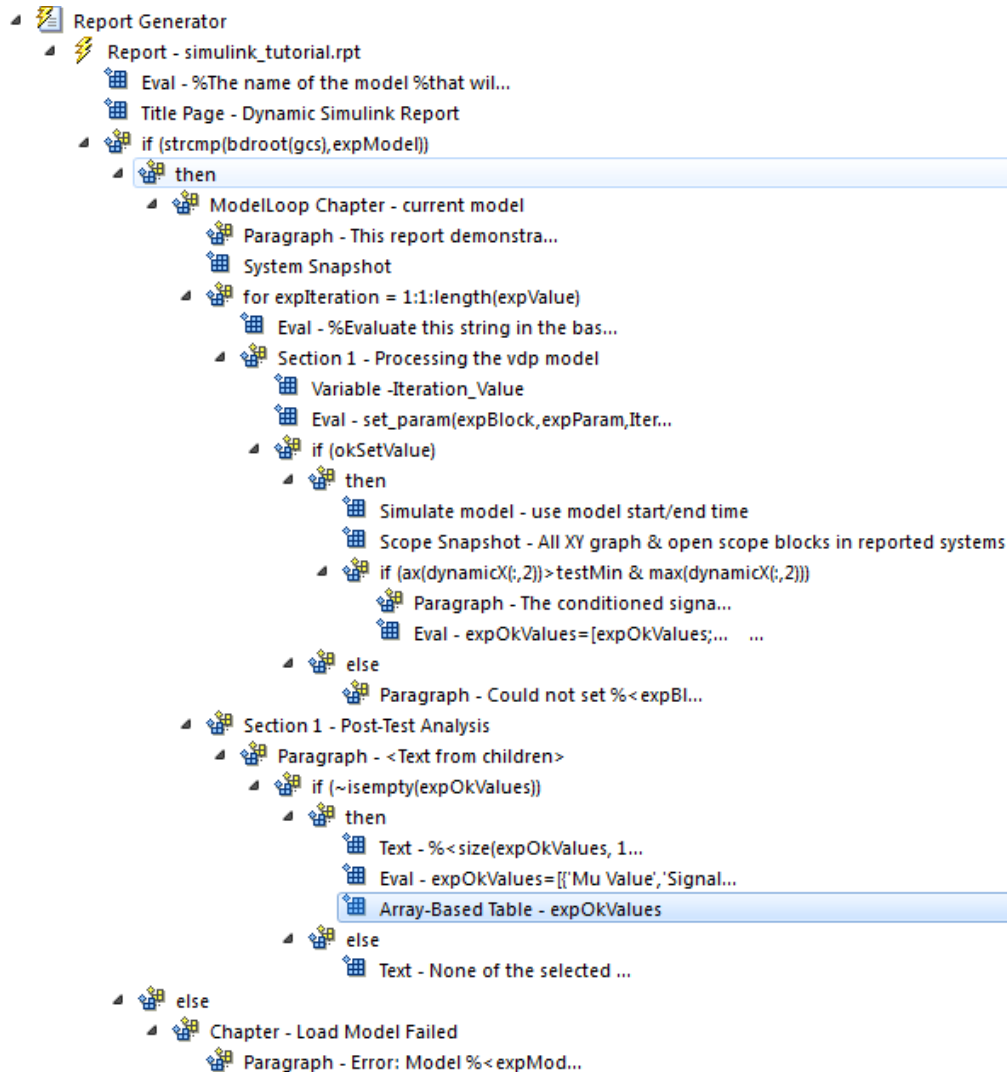 Report Generator
Report - simulink_tutorial.rpt
Eval - %The name of the model %that wil...
Title Page - Dynamic Simulink Report
if (strcmp(bdroot(gcs),expModel))
then
ModelLoop Chapter - current model
Paragraph - This report demonstra...
System Snapshot
for expIteration = 1:1:length(expValue)
Eval - %Evaluate this string in the bas...
Section 1 - Processing the vdp model
Variable -Iteration_Value
Eval - set_param(expBlock,expParam,Iter...
if (okSetValue)
then
Simulate model - use model start/end time
Scope Snapshot - All XY graph & open scope blocks in reported systems
if (ax(dynamicX(:,2))>testMin & max(dynamicX(:,2)))
Paragraph - The conditioned signa...
Eval - expOkValues=[expOkValues;... ...
else
Paragraph - Could not set %<expBl...
Section 1 - Post-Test Analysis
Paragraph - <Text from children>
if (~isempty(expOkValues))
then
Text - %<size(expOkValues, 1...
Eval - expOkValues=[{'Mu Value','Signal...
Array-Based Table - expOkValues
else
Text - None of the selected ...
else
Chapter - Load Model Failed
Paragraph - Error: Model %<expMod...